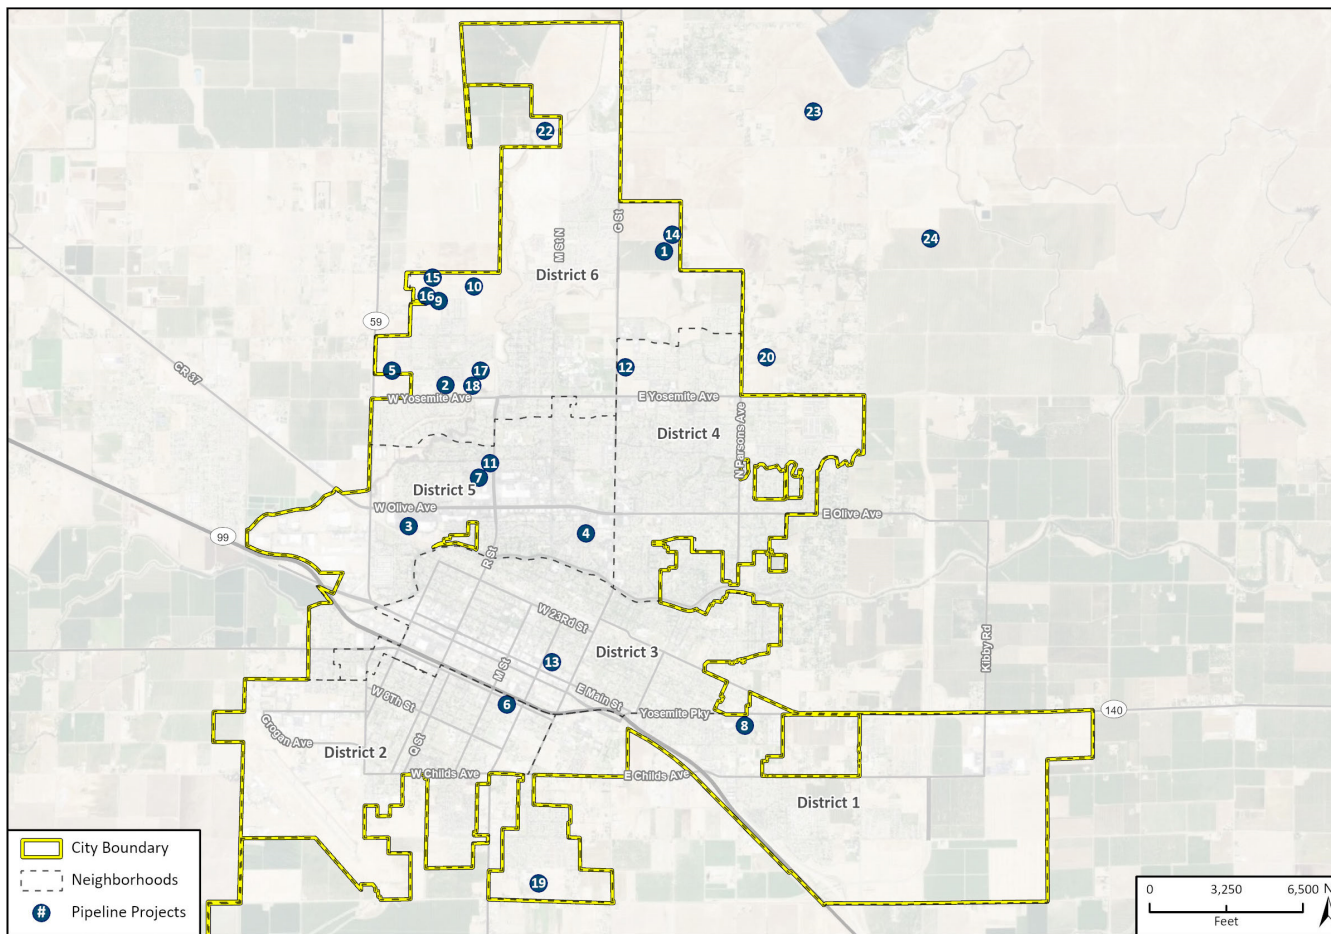 22
23
G St
M St N
14
1
24
District 6
15
10
16
9
59
CR 37
5
17
2
18
12
20
W Yosemite Ave
E Yosemite Ave
N Parsons Ave
District 4
11
7
District 5
W Olive Ave
E Olive Ave
3
4
99
R St
W 23Rd St
Kibby Rd
District 3
13
M St
W 8Th St
E Main St
6
Yosemite Pky
8
140
Grogan Ave
O St
District 2
W Childs Ave
E Childs Ave
District 1
19
City Boundary
Neighborhoods
# Pipeline Projects
0 3,250 6,500
Feet
N